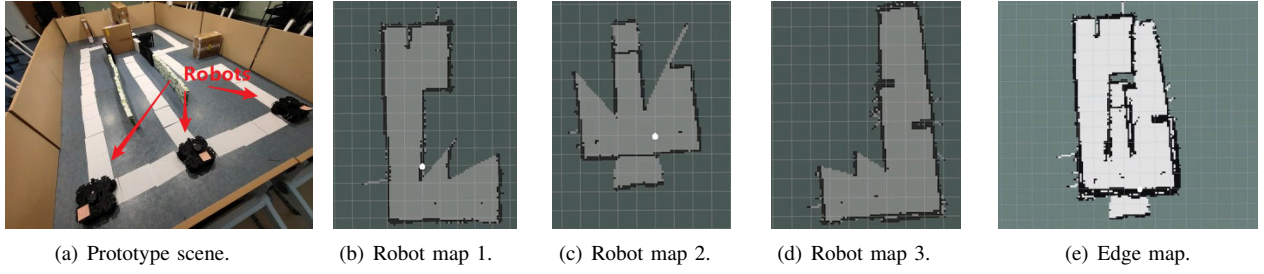 Robots
(a) Prototype scene.
(b) Robot map 1.
(c) Robot map 2.
(d) Robot map 3.
(e) Edge map.